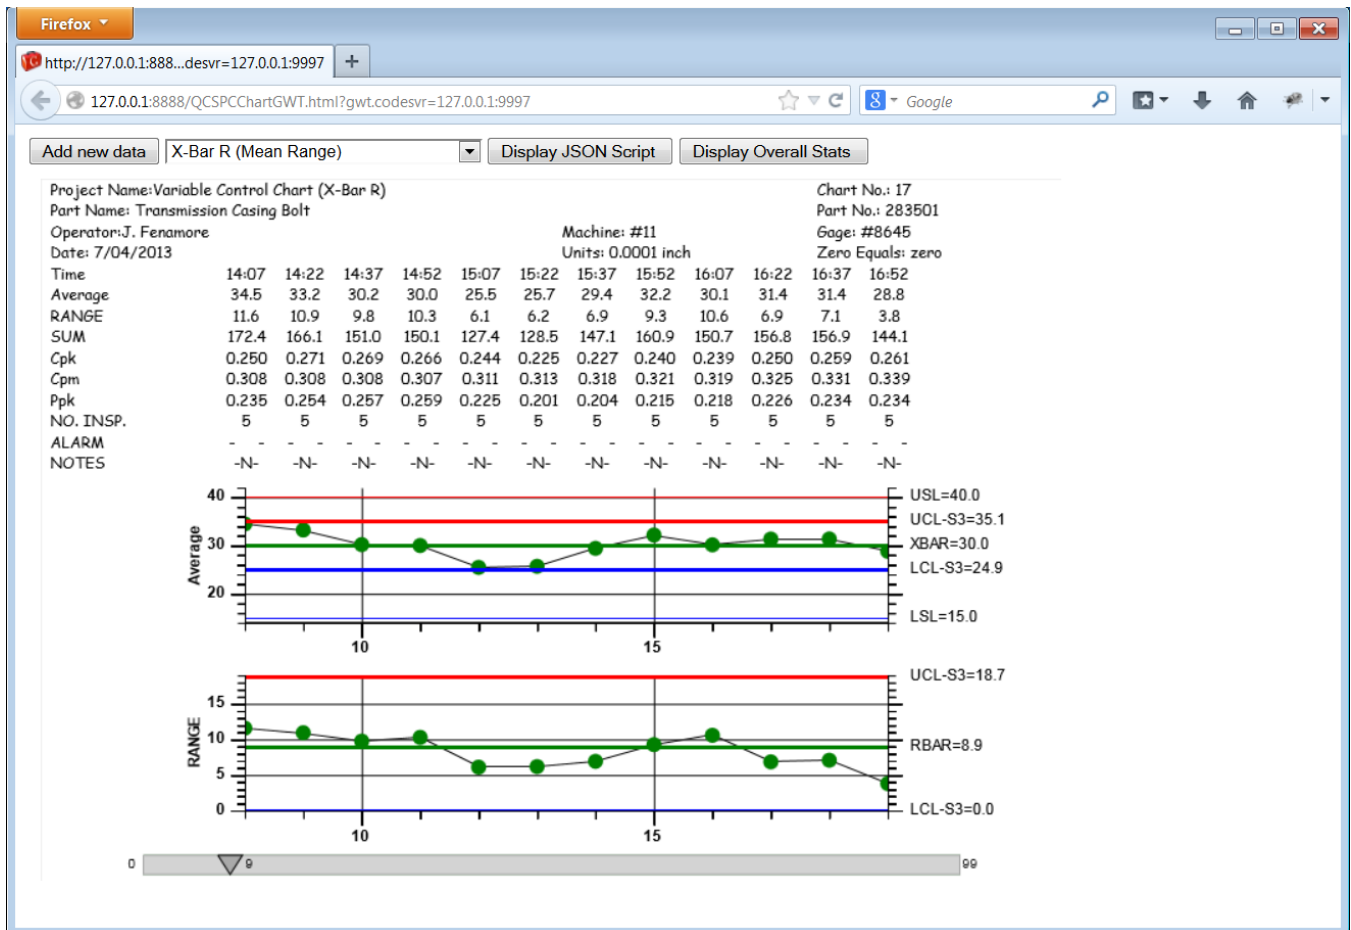 Firefox
http://127.0.0.1:888...desvr=127.0.0.1:9997
127.0.0.1:8888/QCSPCChartGWT.html?gwt.codesvr=127.0.0.1:9997 8 Google
Add new data X-Bar R (Mean Range) Display JSON Script Display Overall Stats
Project Name:Variable Control Chart (X-Bar R) Chart No.: 17
Part Name: Transmission Casing Bolt Part No.: 283501
Operator:J. Fenamore Machine: #11 Gage: #8645
Date: 7/04/2013 Units: 0.0001 inch Zero Equals: zero
Time 14:07 14:22 14:37 14:52 15:07 15:22 15:37 15:52 16:07 16:22 16:37 16:52
Average 34.5 33.2 30.2 30.0 25.5 25.7 29.4 32.2 30.1 31.4 31.4 28.8
RANGE 11.6 10.9 9.8 10.3 6.1 6.2 6.9 9.3 10.6 6.9 7.1 3.8
SUM 172.4 166.1 151.0 150.1 127.4 128.5 147.1 160.9 150.7 156.8 156.9 144.1
Cpk 0.250 0.271 0.269 0.266 0.244 0.225 0.227 0.240 0.239 0.250 0.259 0.261
Cpm 0.308 0.308 0.308 0.307 0.311 0.313 0.318 0.321 0.319 0.325 0.331 0.339
Ppk 0.235 0.254 0.257 0.259 0.225 0.201 0.204 0.215 0.218 0.226 0.234 0.234
NO. INSP. 5 5 5 5 5 5 5 5 5 5 5 5
ALARM - - - - - - - - - - - - - - - - - - - - - - - -
NOTES -N- -N- -N- -N- -N- -N- -N- -N- -N- -N- -N- -N-
40 USL=40.0
UCL-S3=35.1
30 XBAR=30.0
LCL-S3=24.9
20
LSL=15.0
Average
10 15
UCL-S3=18.7
15
10 RBAR=8.9
5
0 LCL-S3=0.0
RANGE
10 15
0 9 99